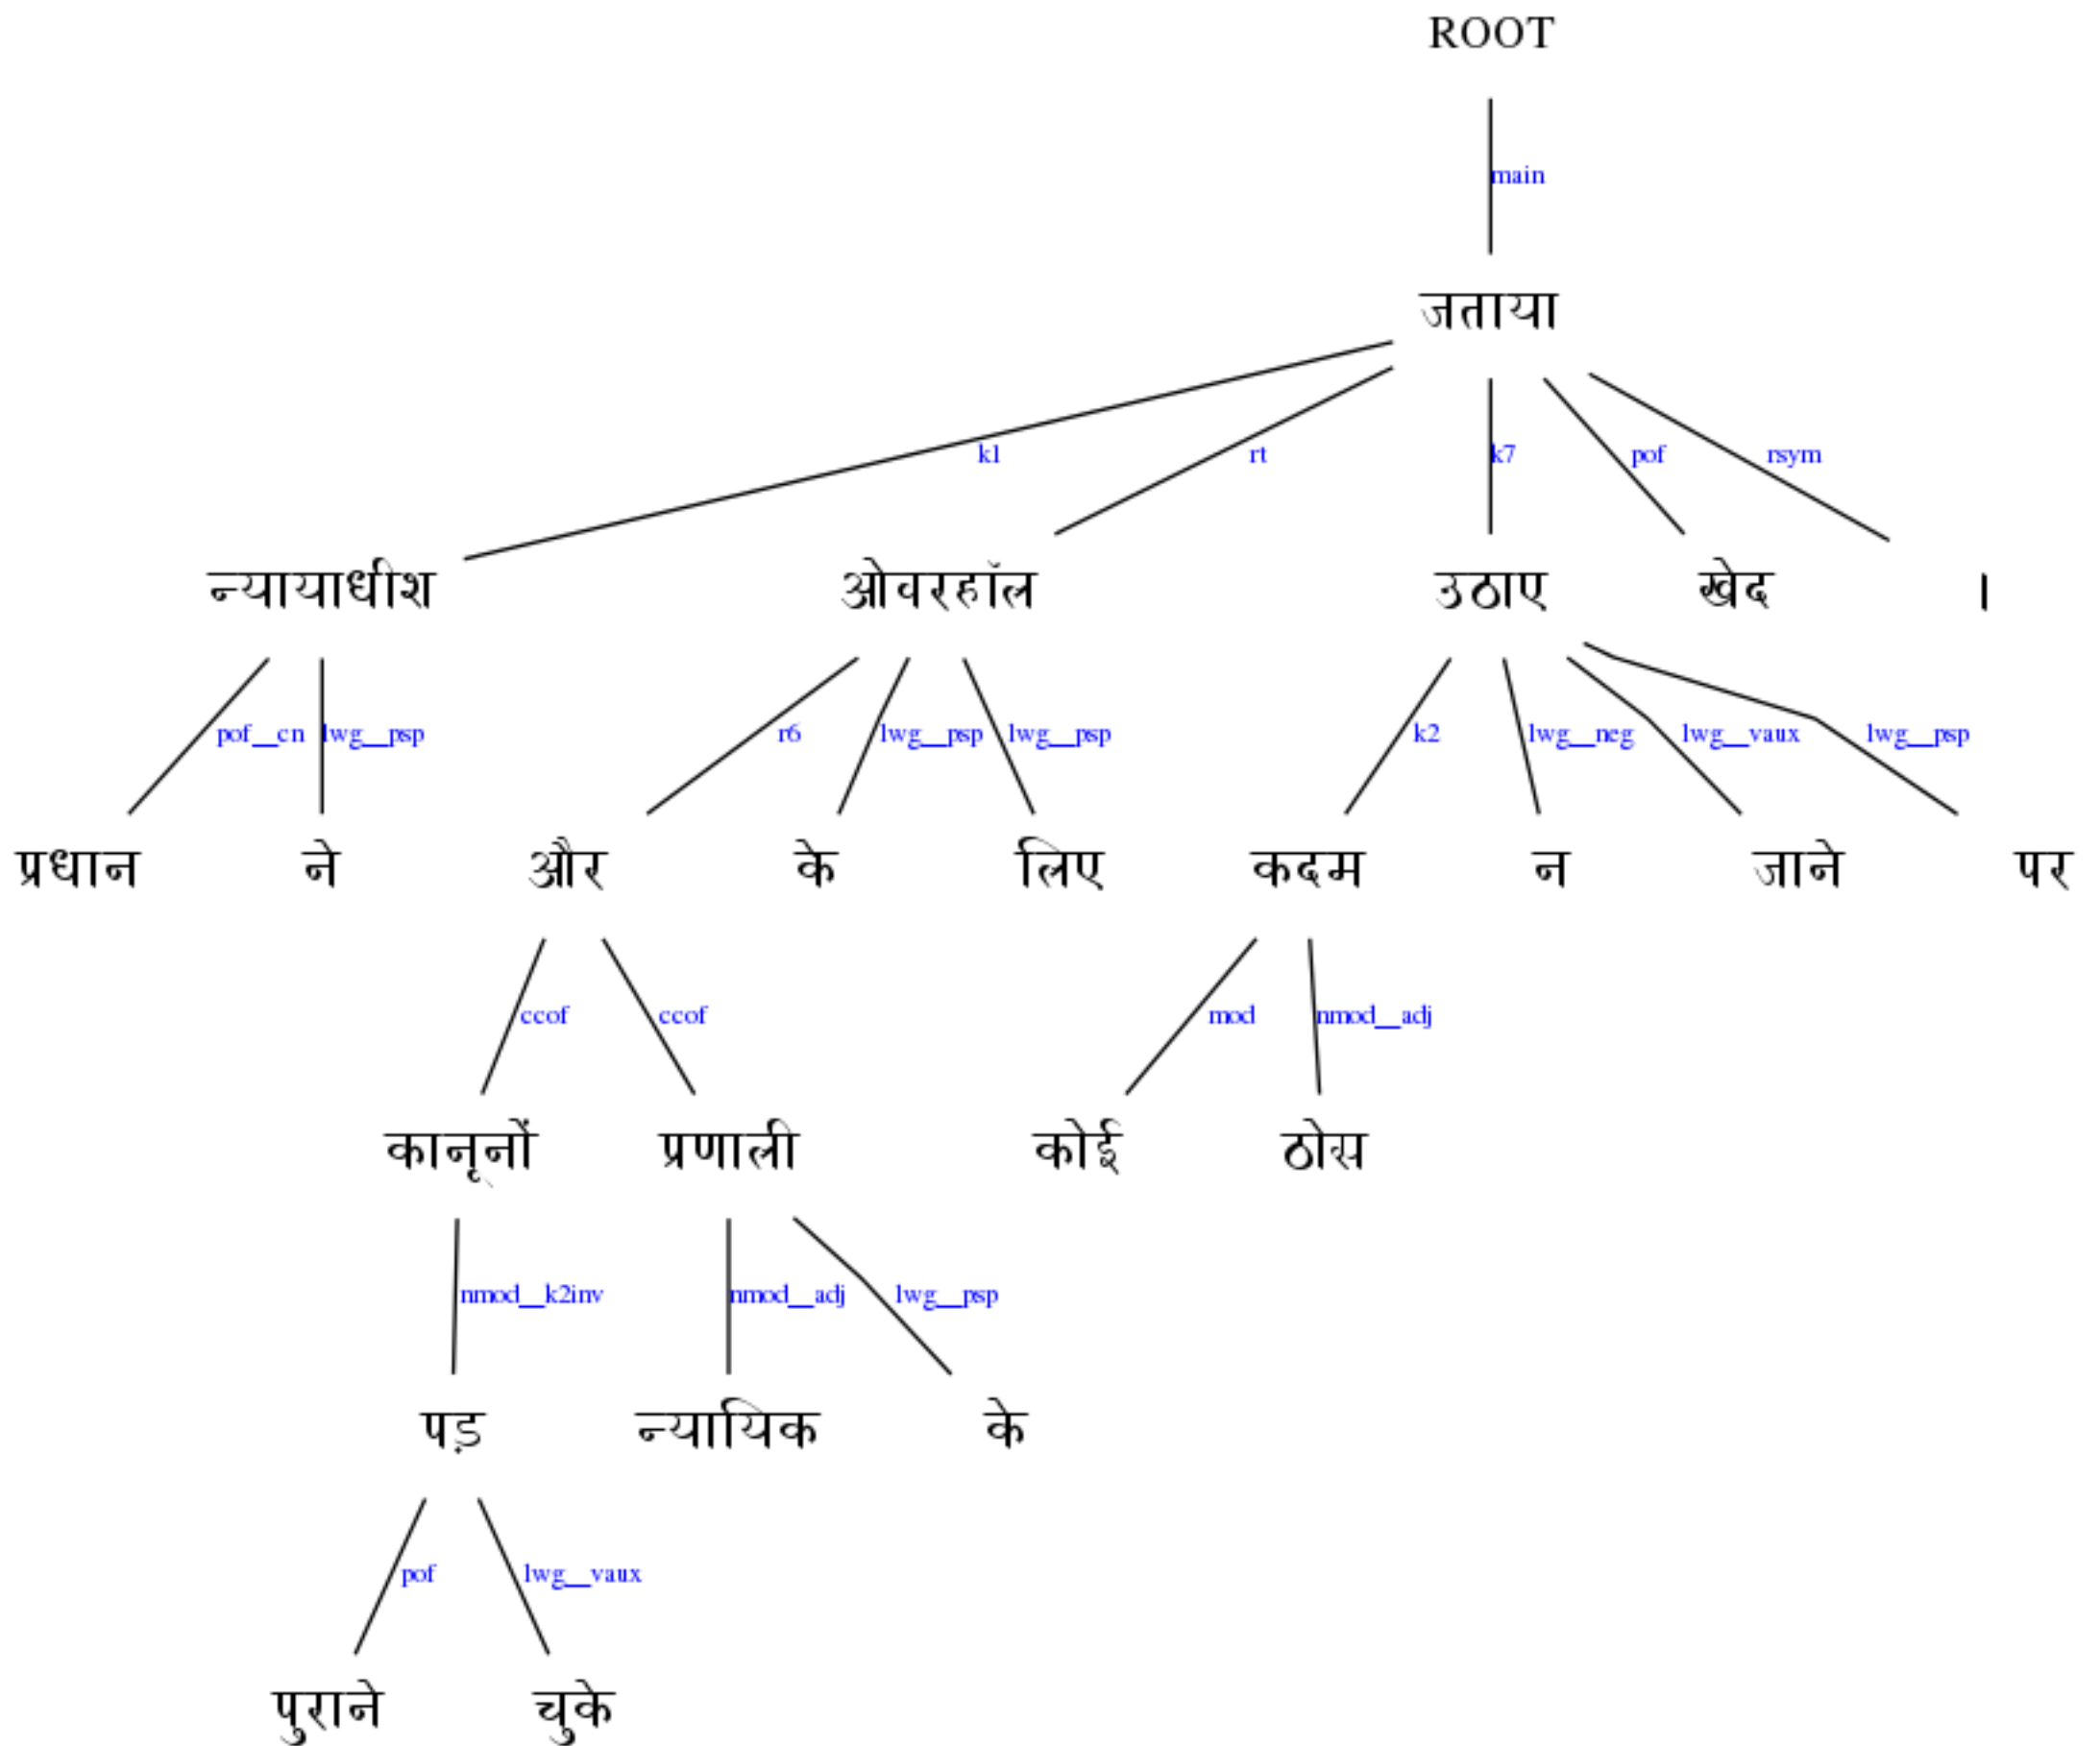 ROOT
main
जताया
k1 rt k7 pof rsym
न्यायाधीश ओवरहॉल उठाए खेद ।
pof__cn lwg__psp r6 lwg__psp lwg__psp k2 lwg__neg lwg__vaux lwg__psp
प्रधान ने और के लिए कदम न जाने पर
ccof ccof mod nmod__adj
कानूनों प्रणाली कोई ठोस
nmod__k2inv nmod__adj lwg__psp
पड़ न्यायिक के
pof lwg__vaux
पुराने चुके